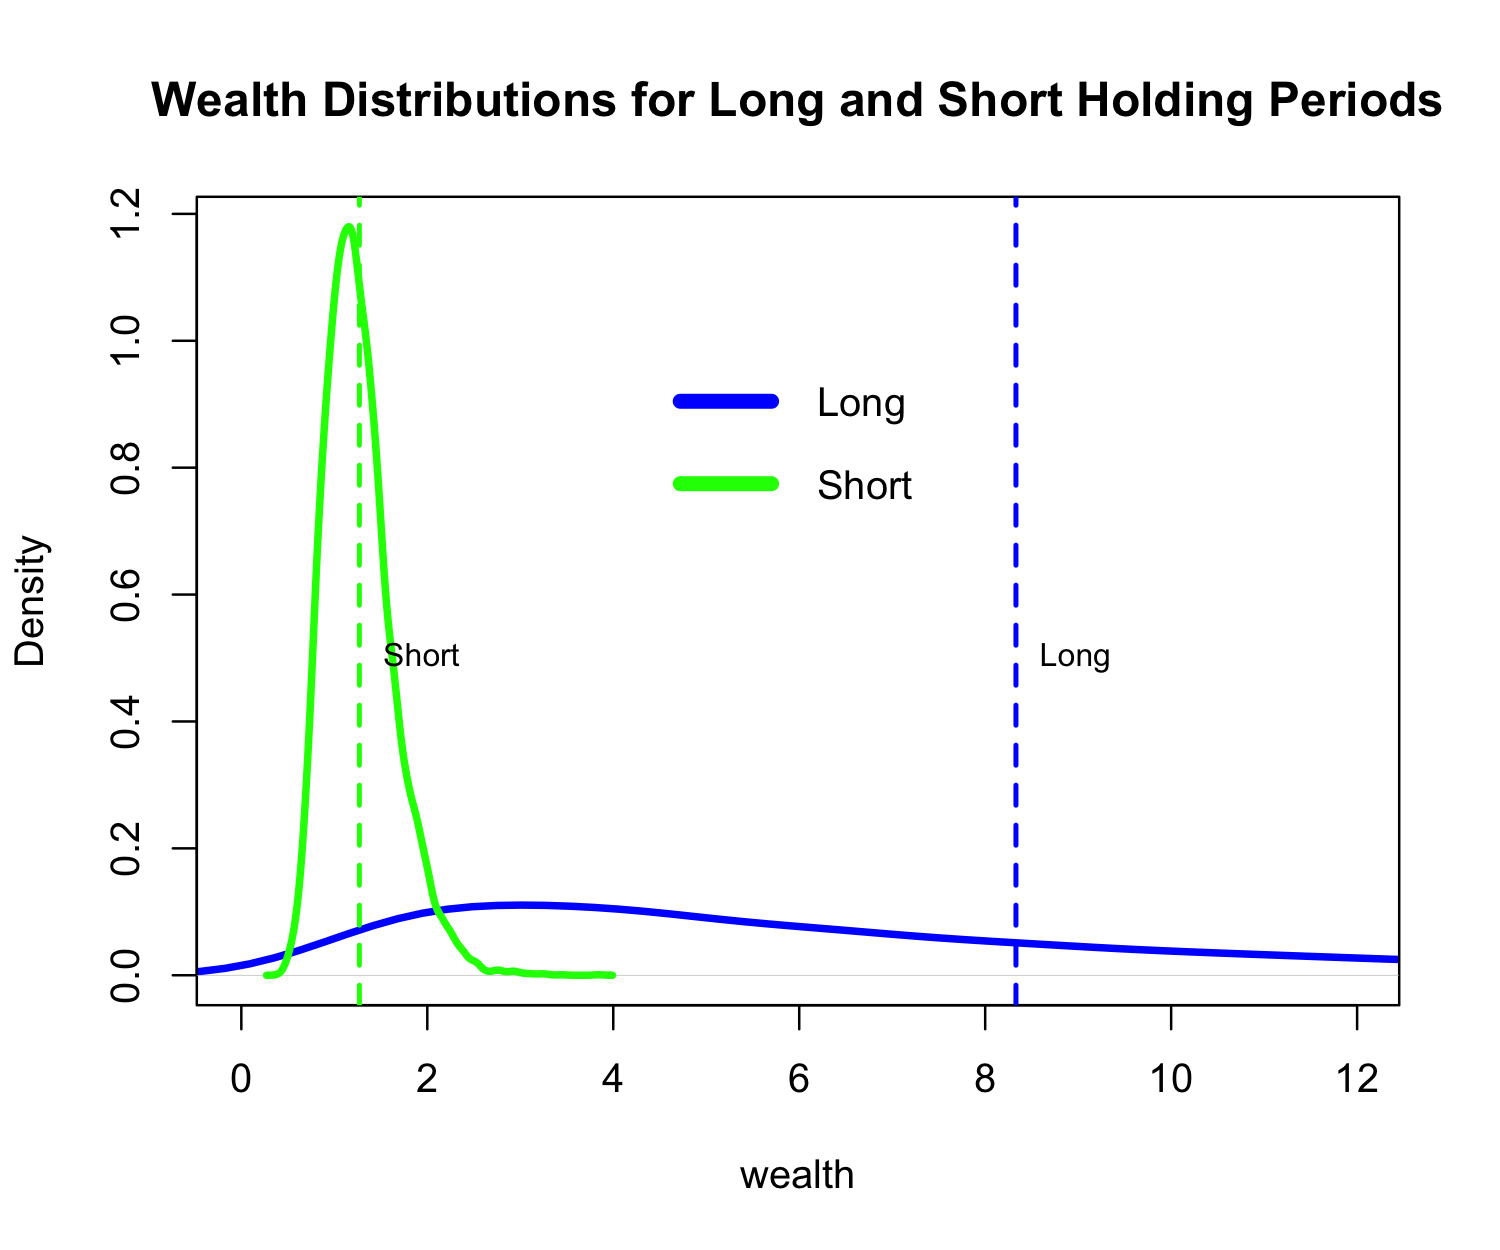 Wealth Distributions for Long and Short Holding Periods
1.2
1.0
0.8
0.6
0.4
0.2
0.0
Density
Long
Short
Short
Long
0 2 4 6 8 10 12
wealth